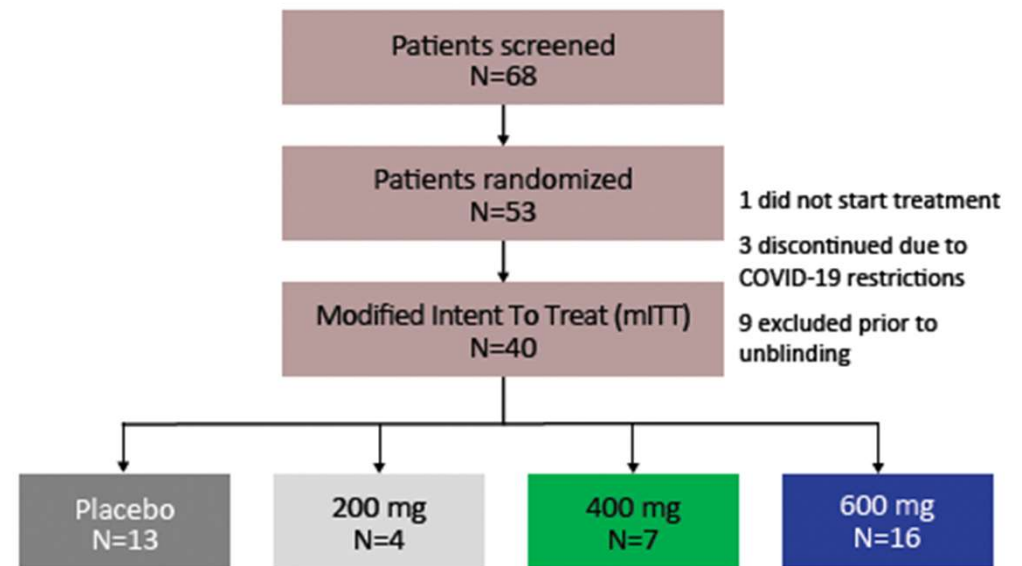 Patients screened
N=68
Patients randomized
N=53
1 did not start treatment
3 discontinued due to
COVID-19 restrictions
Modified Intent To Treat (mITT)
N=40
9 excluded prior to
unblinding
Placebo
N=13
200 mg
N=4
400 mg
N=7
600 mg
N=16